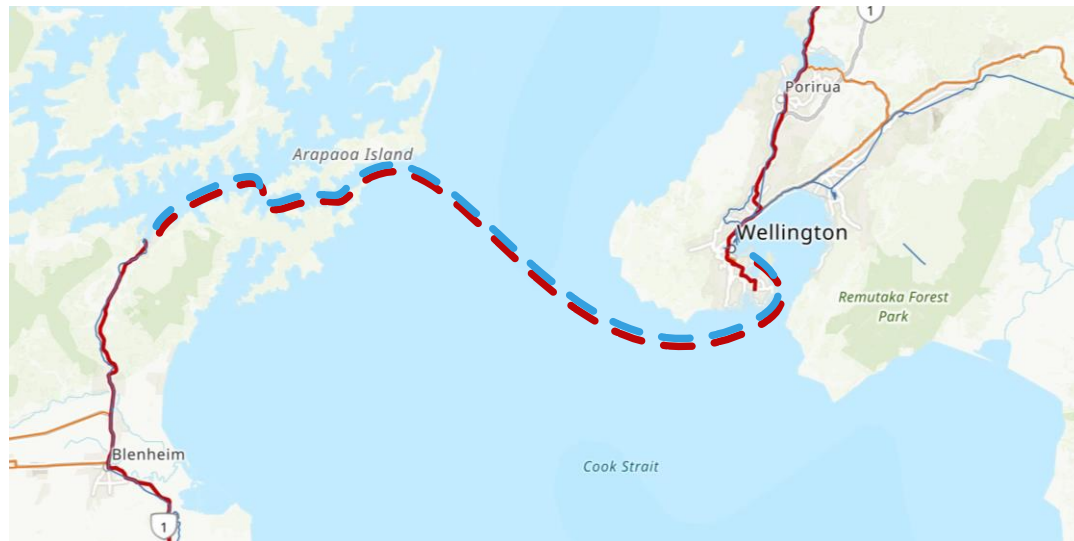 1
Porirua
Arapaoa Island
Wellington
Remutaka Forest
Park
Blenheim
Cook Strait
1